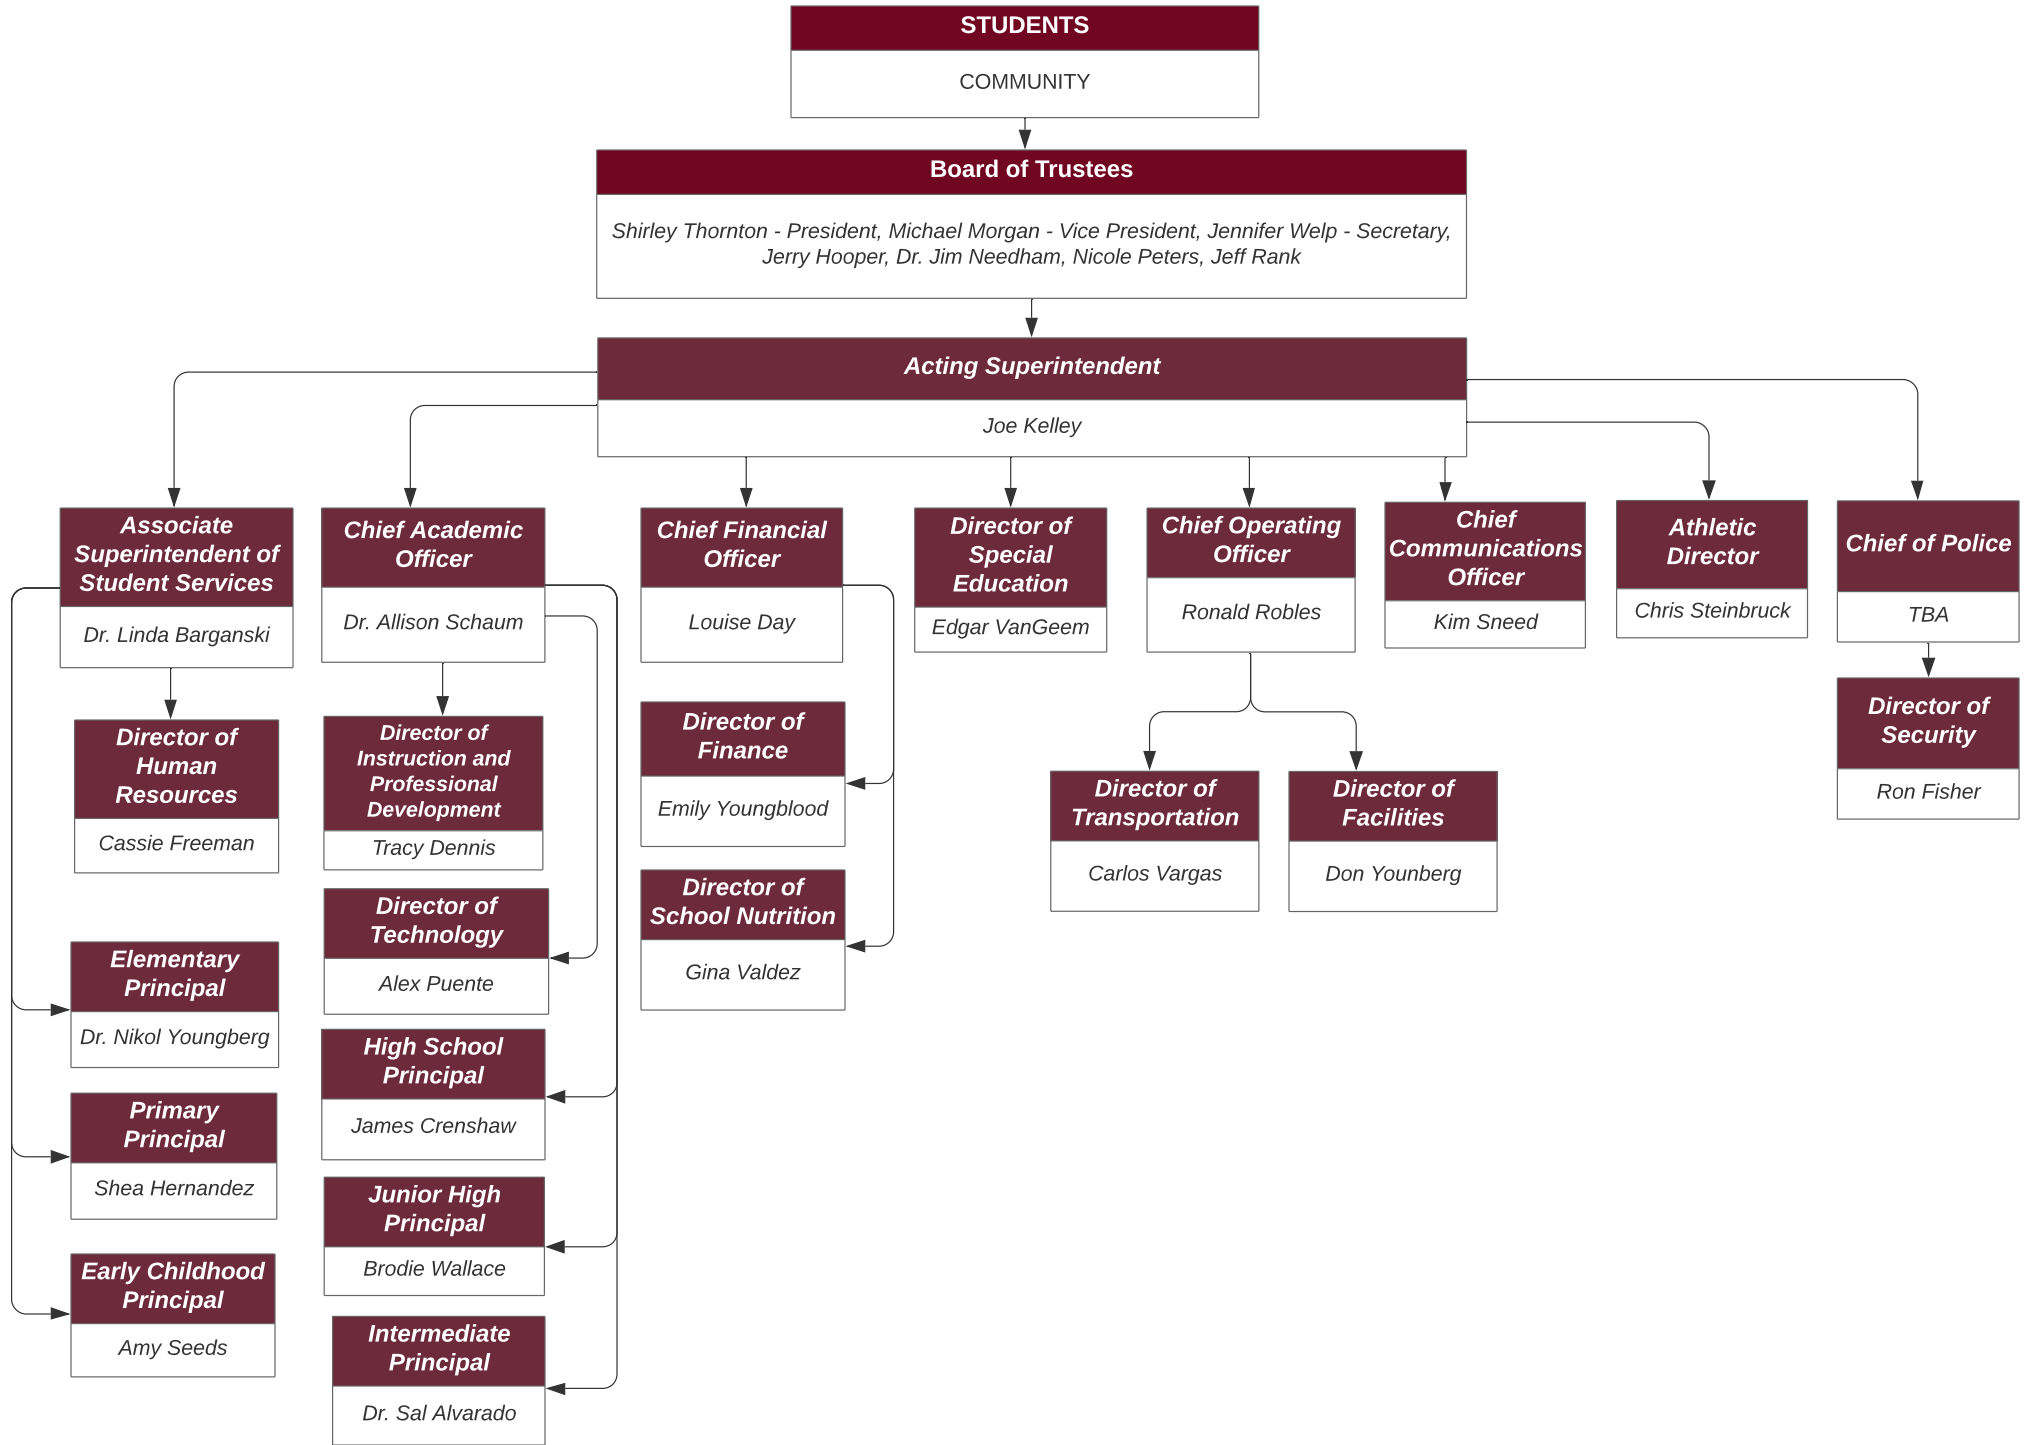 STUDENTS
COMMUNITY
Board of Trustees
Shirley Thornton - President, Michael Morgan - Vice President, Jennifer Welp - Secretary,
Jerry Hooper, Dr. Jim Needham, Nicole Peters, Jeff Rank
Acting Superintendent
Joe Kelley
Associate
Superintendent of
Student Services
Dr. Linda Barganski
Chief Academic
Officer
Dr. Allison Schaum
Chief Financial
Officer
Louise Day
Director of
Special
Education
Edgar VanGeem
Chief Operating
Officer
Ronald Robles
Chief
Communications
Officer
Kim Sneed
Athletic
Director
Chris Steinbruck
Chief of Police
TBA
Director of
Human
Resources
Cassie Freeman
Director of
Instruction and
Professional
Development
Tracy Dennis
Director of
Finance
Emily Youngblood
Director of
Transportation
Carlos Vargas
Director of
Facilities
Don Younberg
Director of
Security
Ron Fisher
Director of
Technology
Alex Puente
Director of
School Nutrition
Gina Valdez
Elementary
Principal
Dr. Nikol Youngberg
High School
Principal
James Crenshaw
Primary
Principal
Shea Hernandez
Junior High
Principal
Brodie Wallace
Early Childhood
Principal
Amy Seeds
Intermediate
Principal
Dr. Sal Alvarado